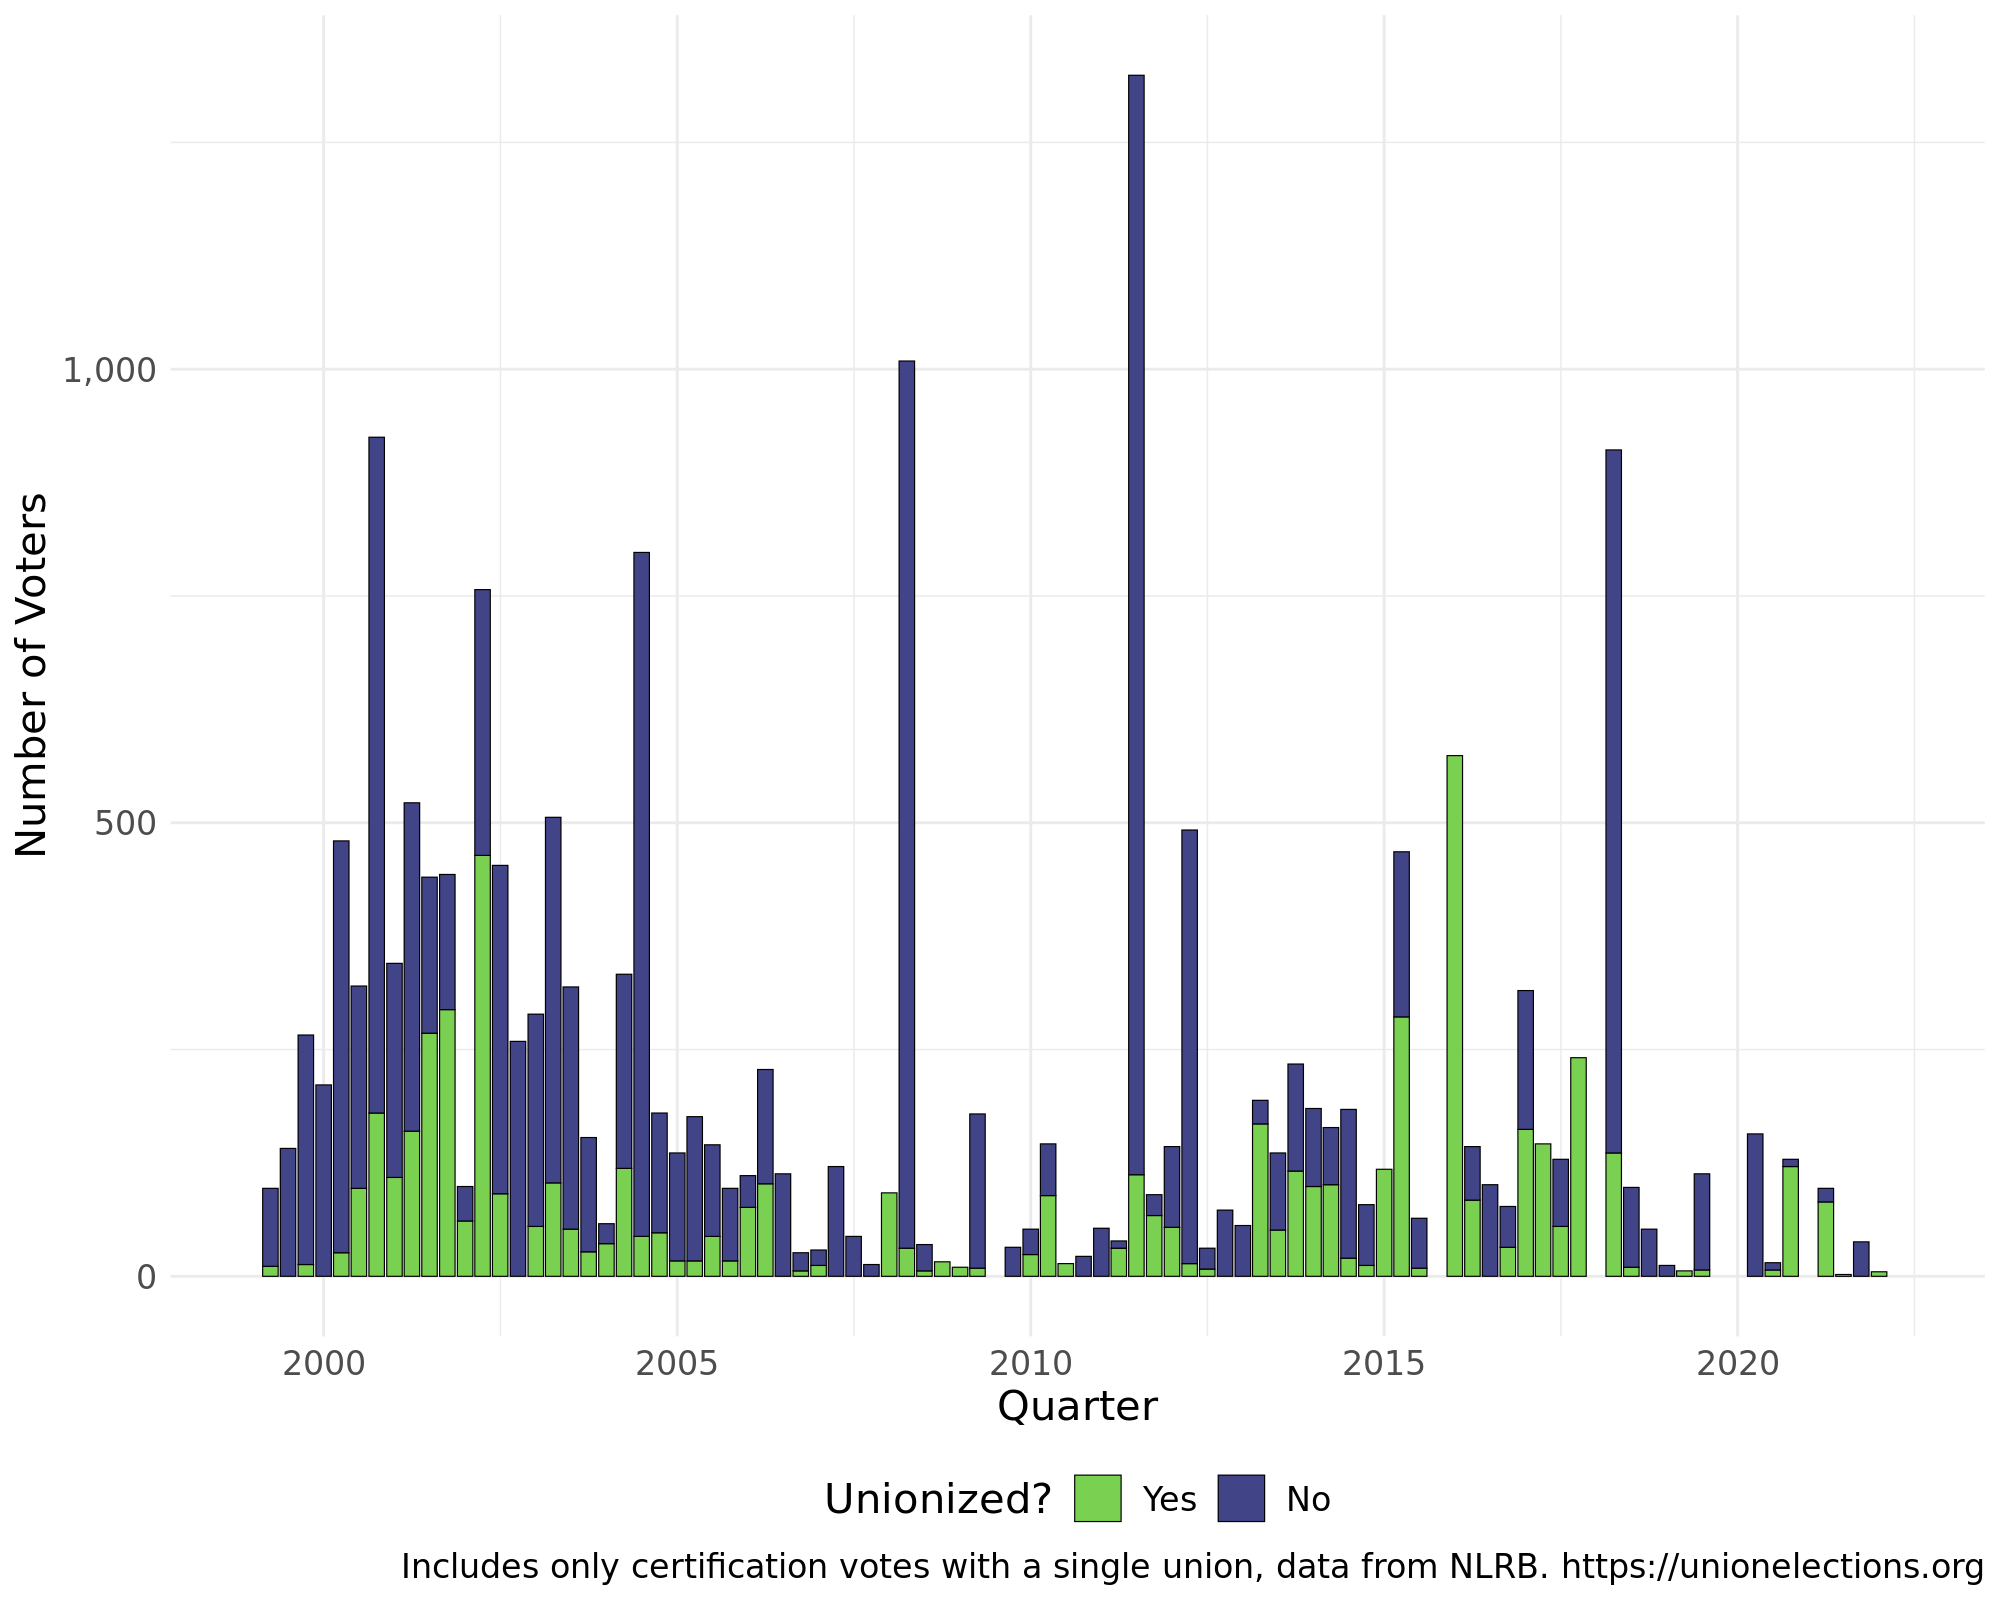 Number of Voters
1,000
500
0
2000 2005 2010 2015 2020
Quarter
Unionized? Yes No
Includes only certification votes with a single union, data from NLRB. https://unionelections.org